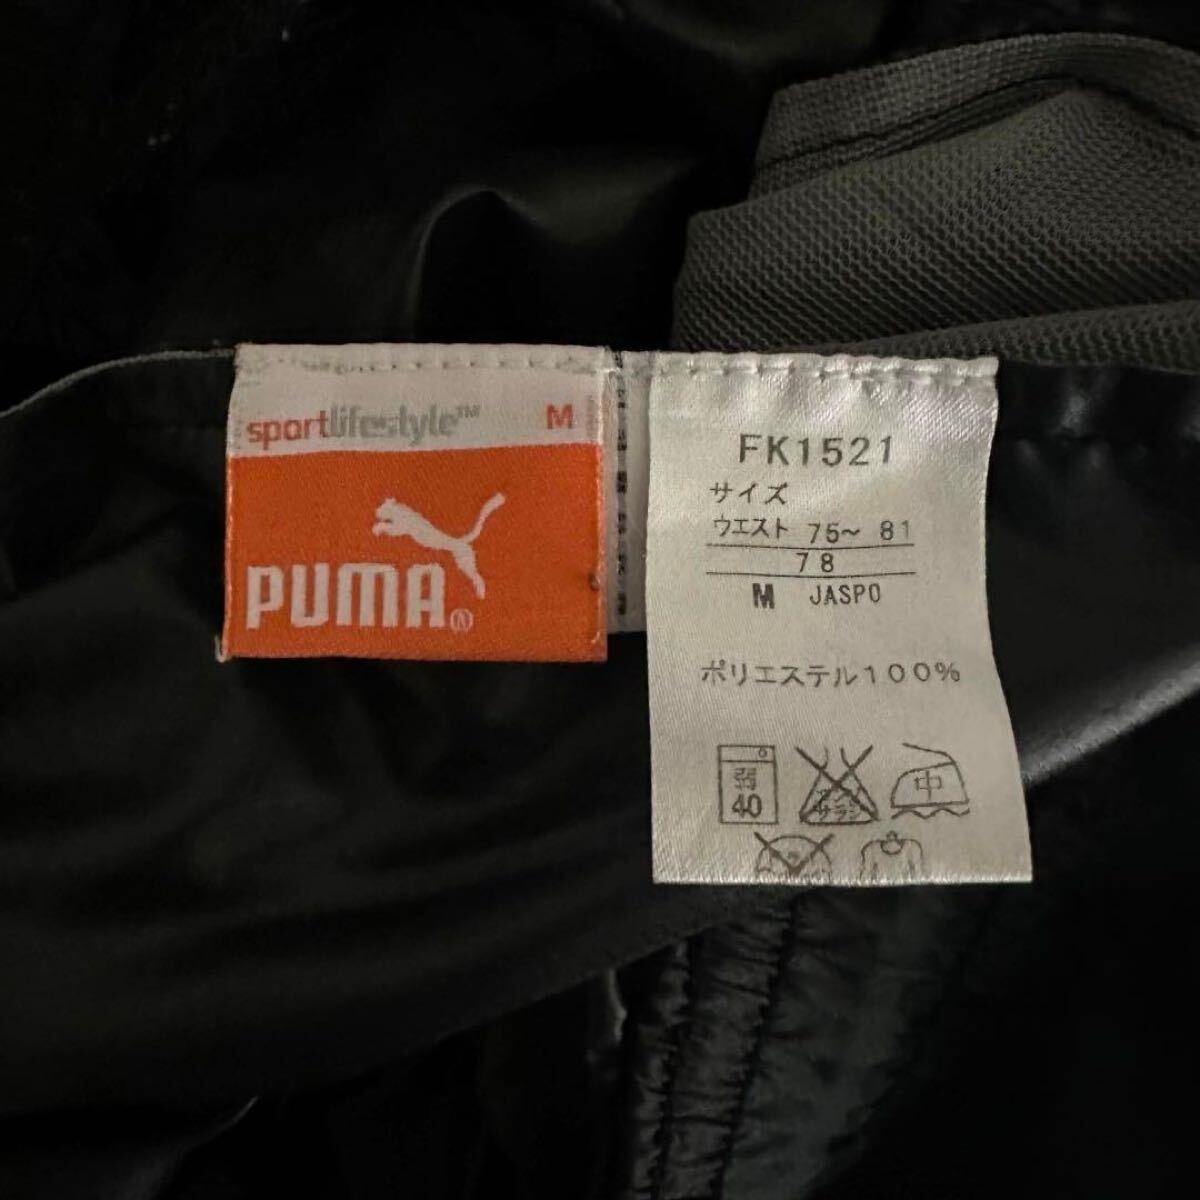 sportlifestyle™ M
PUMA®
FK1521
サイズ
ウエスト 75~ 81
78
M JASPO
ポリエステル100%
弱
40
中